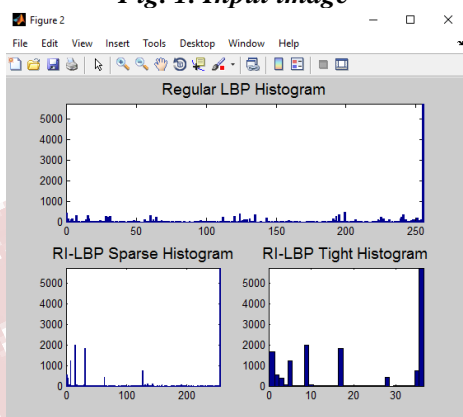 Fig. 1. Input image
Figure 2
File Edit View Insert Tools Desktop Window Help
Regular LBP Histogram
5000
4000
3000
2000
1000
0
0 50 100 150 200 250
RI-LBP Sparse Histogram RI-LBP Tight Histogram
5000 5000
4000 4000
3000 3000
2000 2000
1000 1000
0 0
0 100 200 0 10 20 30